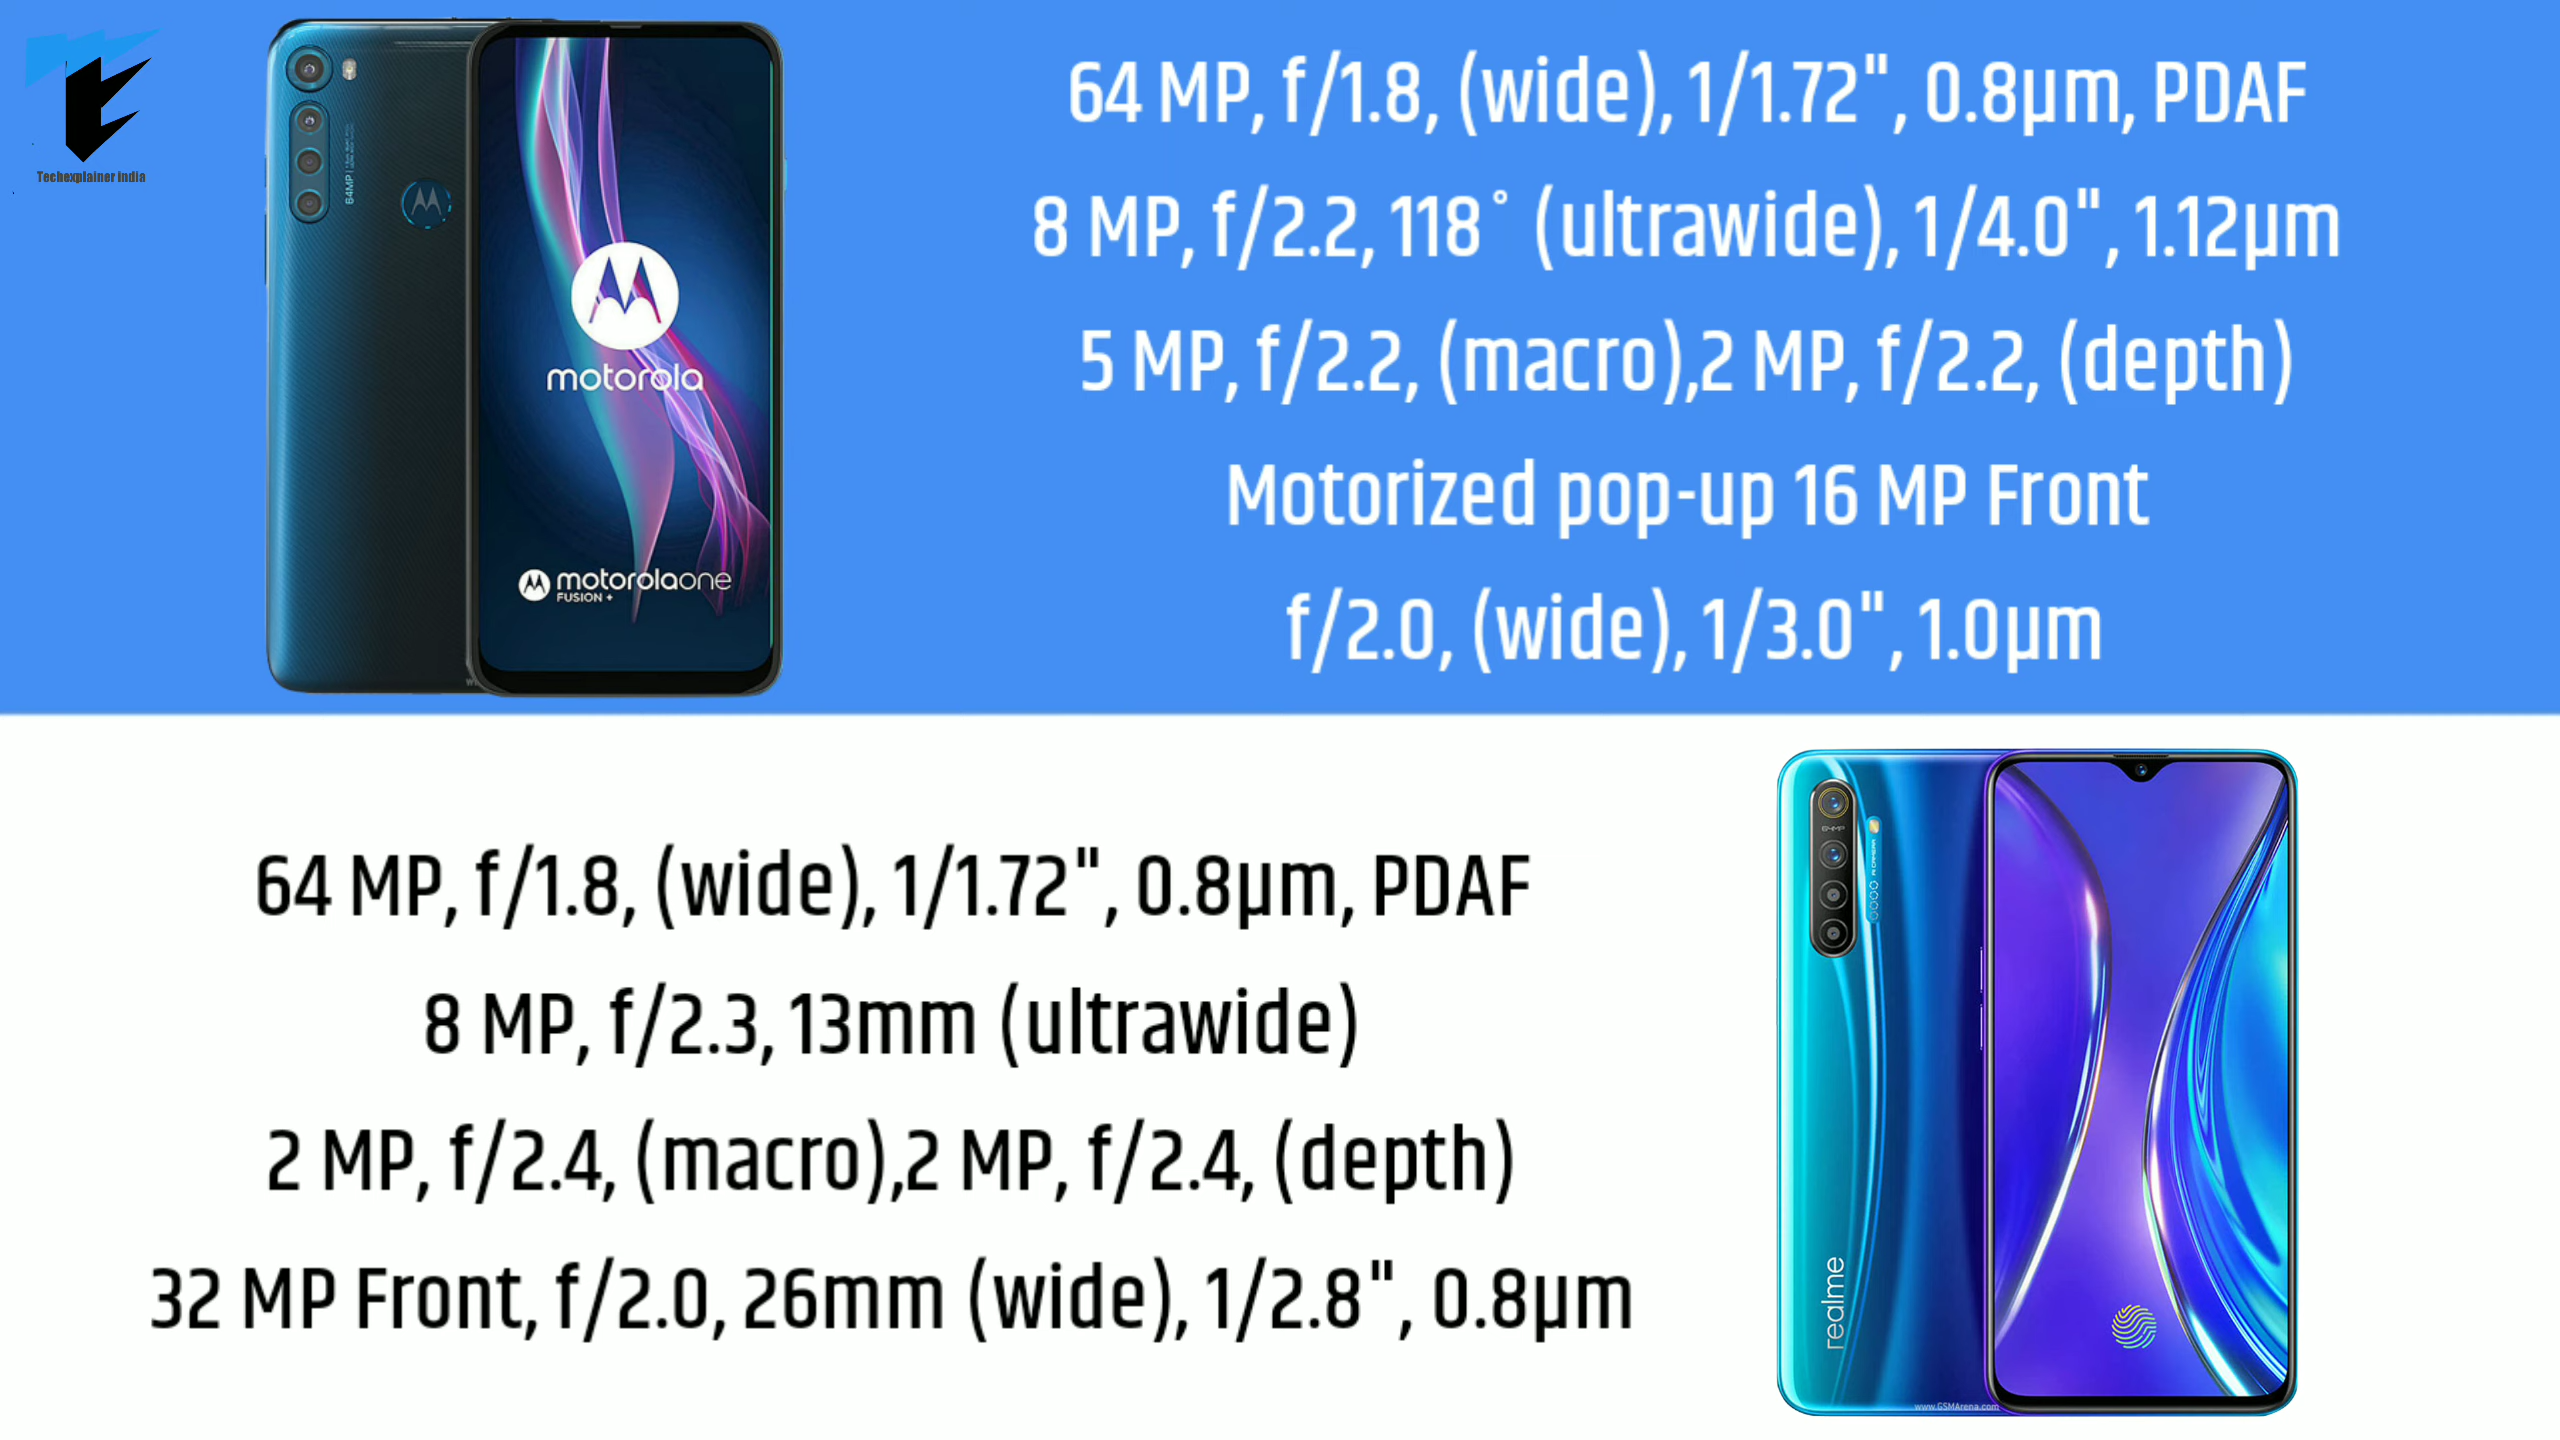 Techexplainer india
64MP
motorola
motorolaone
FUSION +
64 MP, f/1.8, (wide), 1/1.72", 0.8µm, PDAF
8 MP, f/2.2, 118˚ (ultrawide), 1/4.0", 1.12µm
5 MP, f/2.2, (macro),2 MP, f/2.2, (depth)
Motorized pop-up 16 MP Front
f/2.0, (wide), 1/3.0", 1.0µm
64 MP, f/1.8, (wide), 1/1.72", 0.8µm, PDAF
8 MP, f/2.3, 13mm (ultrawide)
2 MP, f/2.4, (macro),2 MP, f/2.4, (depth)
32 MP Front, f/2.0, 26mm (wide), 1/2.8", 0.8µm
64MP
realme
www.GSMArena.com